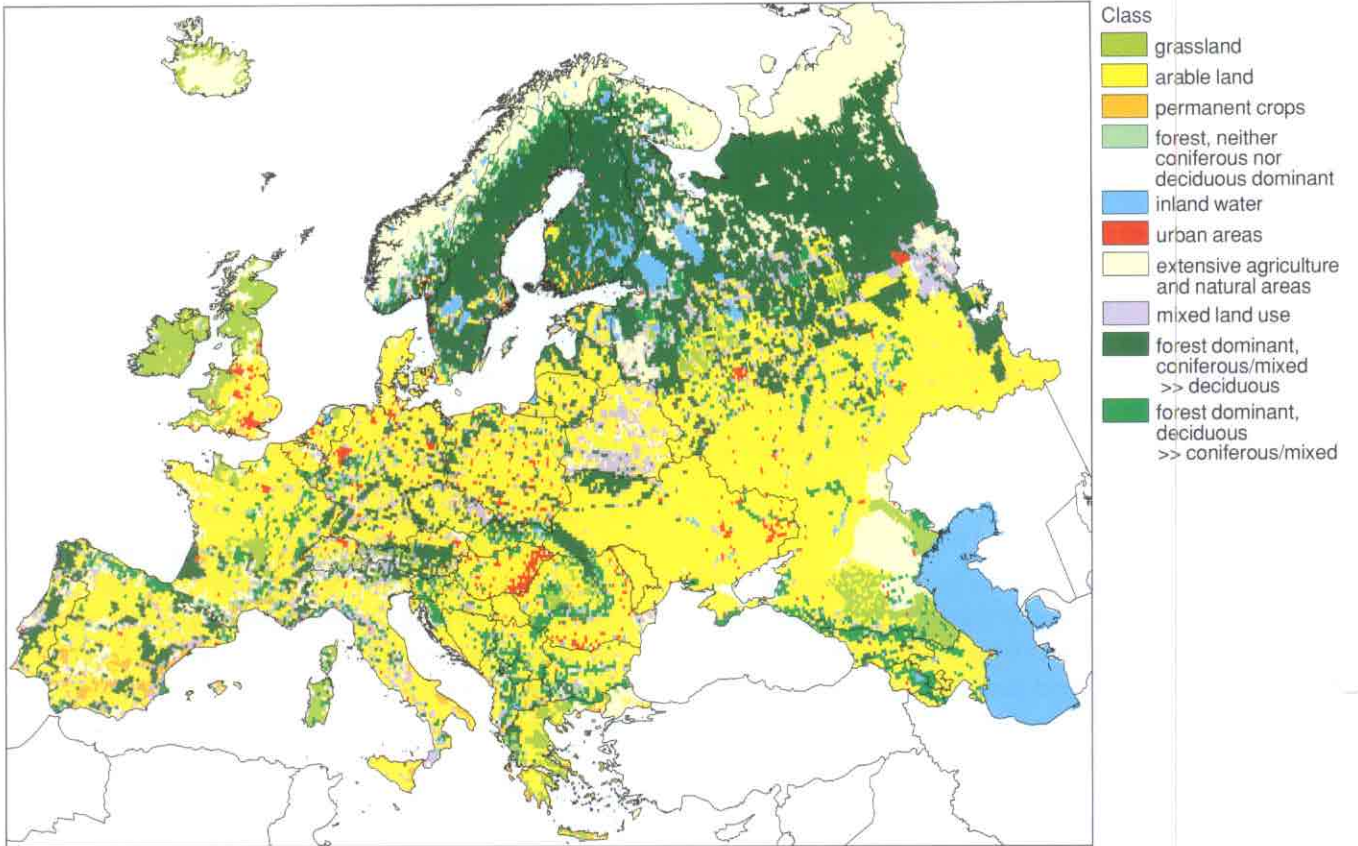 Class
grassland
arable land
permanent crops
forest, neither
coniferous nor
deciduous dominant
inland water
urban areas
extensive agriculture
and natural areas
mixed land use
forest dominant,
coniferous/mixed
>> deciduous
forest dominant,
deciduous
>> coniferous/mixed